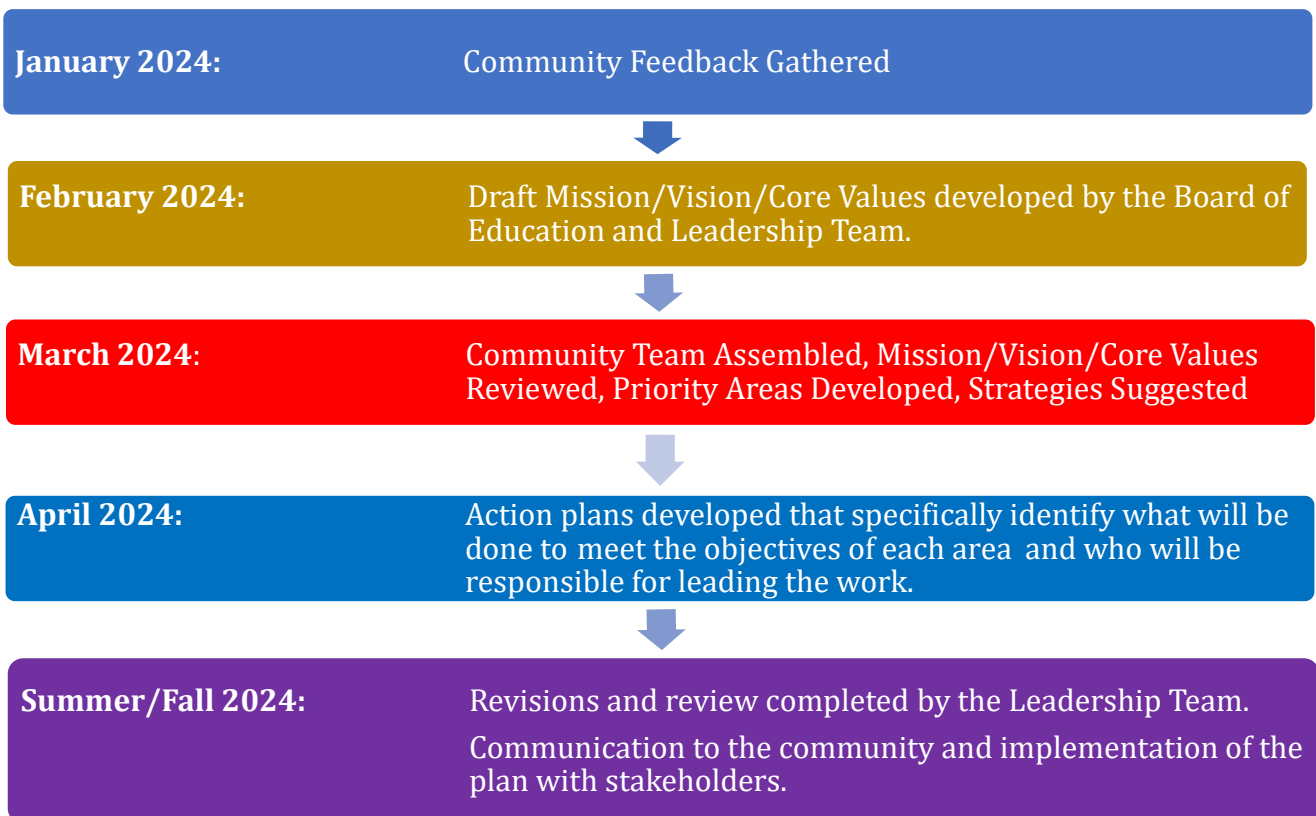 January 2024: Community Feedback Gathered
February 2024: Draft Mission/Vision/Core Values developed by the Board of
Education and Leadership Team.
March 2024: Community Team Assembled, Mission/Vision/Core Values
Reviewed, Priority Areas Developed, Strategies Suggested
April 2024: Action plans developed that specifically identify what will be
done to meet the objectives of each area and who will be
responsible for leading the work.
Summer/Fall 2024: Revisions and review completed by the Leadership Team.
Communication to the community and implementation of the
plan with stakeholders.